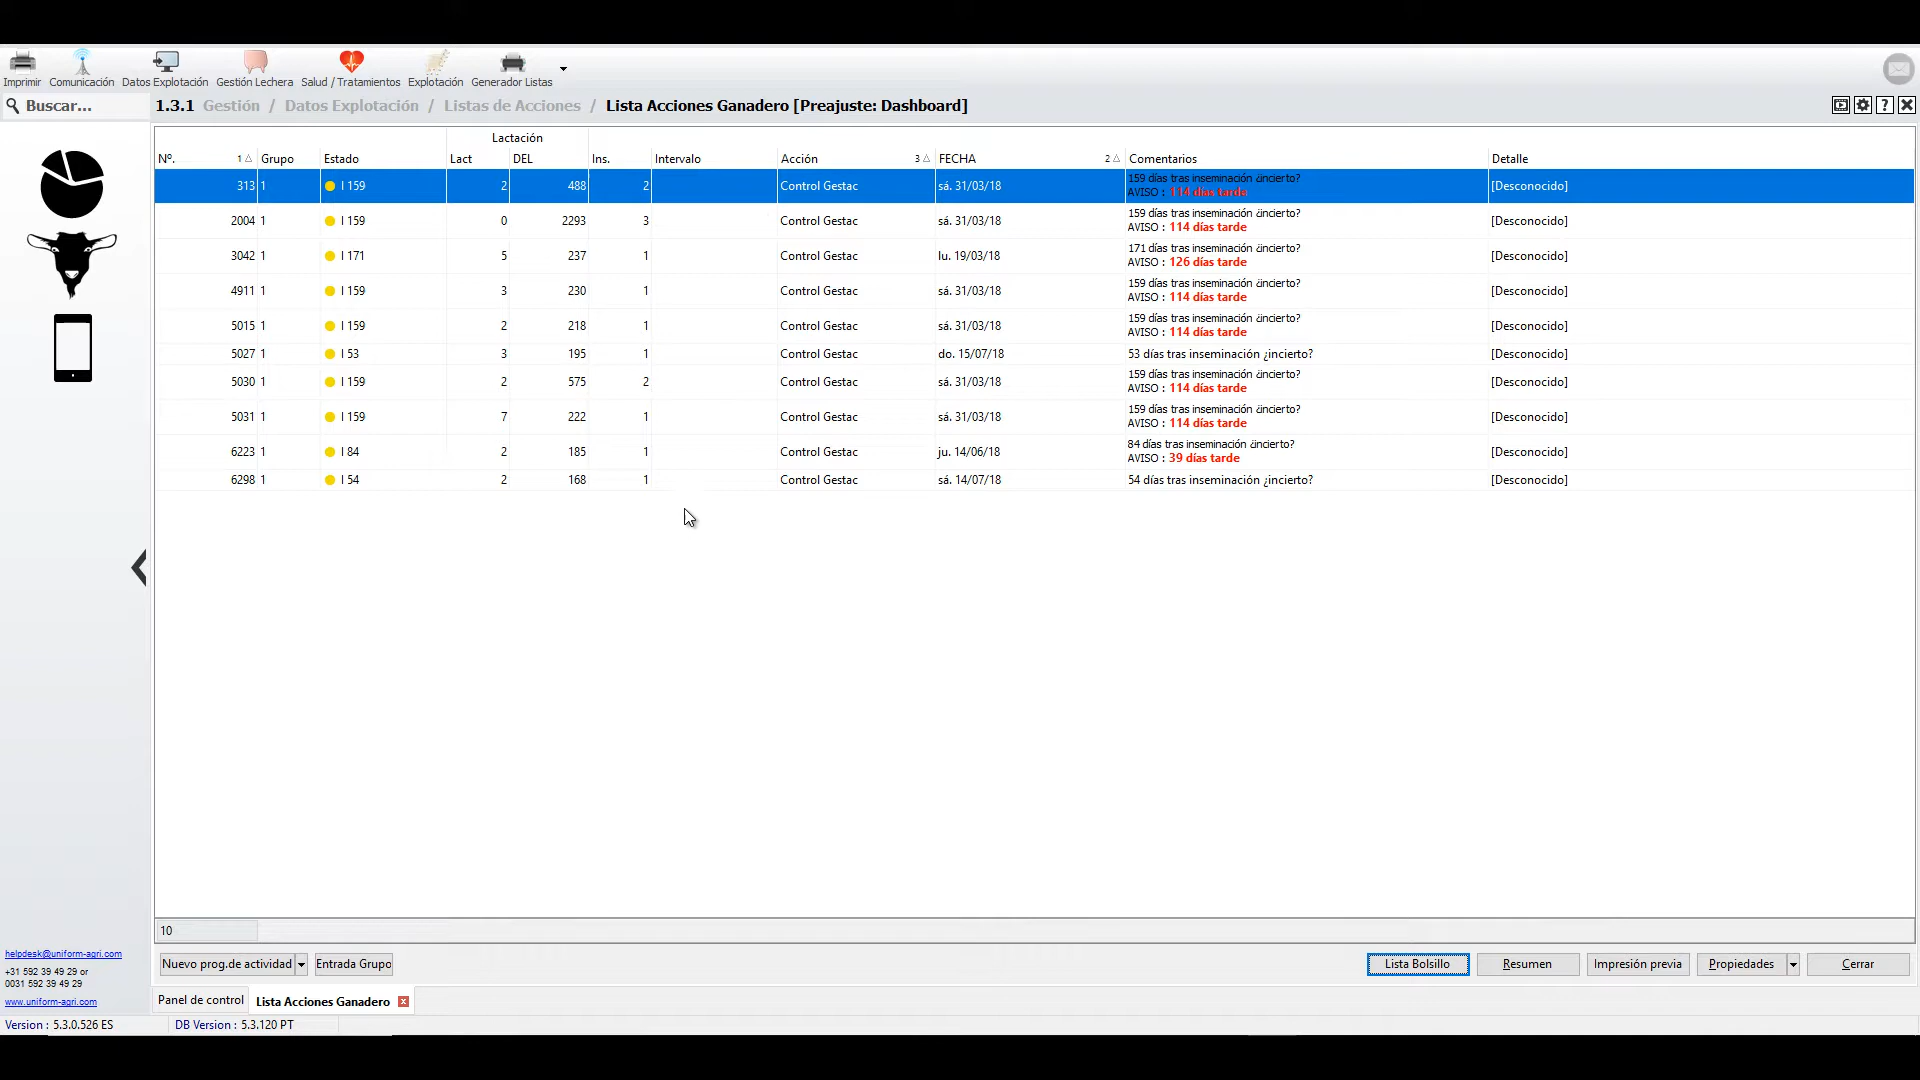 Imprimir Comunicación Datos Explotación Gestión Lechera Salud / Tratamientos Explotación Generador Listas
Buscar...
1.3.1 Gestión / Datos Explotación / Listas de Acciones / Lista Acciones Ganadero [Preajuste: Dashboard]
Lactación
Nº. 1 Grupo Estado Lact DEL Ins. Intervalo Acción 3 FECHA 2 Comentarios Detalle
313 1 I 159 2 488 2 Control Gestac sá. 31/03/18 159 días tras inseminación ¿incierto? [Desconocido]
AVISO : 114 días tarde
2004 1 I 159 0 2293 3 Control Gestac sá. 31/03/18 159 días tras inseminación ¿incierto? [Desconocido]
AVISO : 114 días tarde
3042 1 I 171 5 237 1 Control Gestac lu. 19/03/18 171 días tras inseminación ¿incierto? [Desconocido]
AVISO : 126 días tarde
4911 1 I 159 3 230 1 Control Gestac sá. 31/03/18 159 días tras inseminación ¿incierto? [Desconocido]
AVISO : 114 días tarde
5015 1 I 159 2 218 1 Control Gestac sá. 31/03/18 159 días tras inseminación ¿incierto? [Desconocido]
AVISO : 114 días tarde
5027 1 I 53 3 195 1 Control Gestac do. 15/07/18 53 días tras inseminación ¿incierto? [Desconocido]
5030 1 I 159 2 575 2 Control Gestac sá. 31/03/18 159 días tras inseminación ¿incierto? [Desconocido]
AVISO : 114 días tarde
5031 1 I 159 7 222 1 Control Gestac sá. 31/03/18 159 días tras inseminación ¿incierto? [Desconocido]
AVISO : 114 días tarde
6223 1 I 84 2 185 1 Control Gestac ju. 14/06/18 84 días tras inseminación ¿incierto? [Desconocido]
AVISO : 39 días tarde
6298 1 I 54 2 168 1 Control Gestac sá. 14/07/18 54 días tras inseminación ¿incierto? [Desconocido]
10
helpdesk@uniform-agri.com
+31 592 39 49 29 or
0031 592 39 49 29
www.uniform-agri.com
Nuevo prog.de actividad Entrada Grupo Lista Bolsillo Resumen Impresión previa Propiedades Cerrar
Panel de control Lista Acciones Ganadero
Version : 5.3.0.526 ES DB Version : 5.3.120 PT